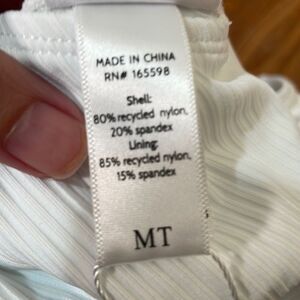 MADE IN CHINA
RN# 165598
Shell:
80% recycled nylon,
20% spandex
Lining:
85% recycled nylon,
15% spandex
MT